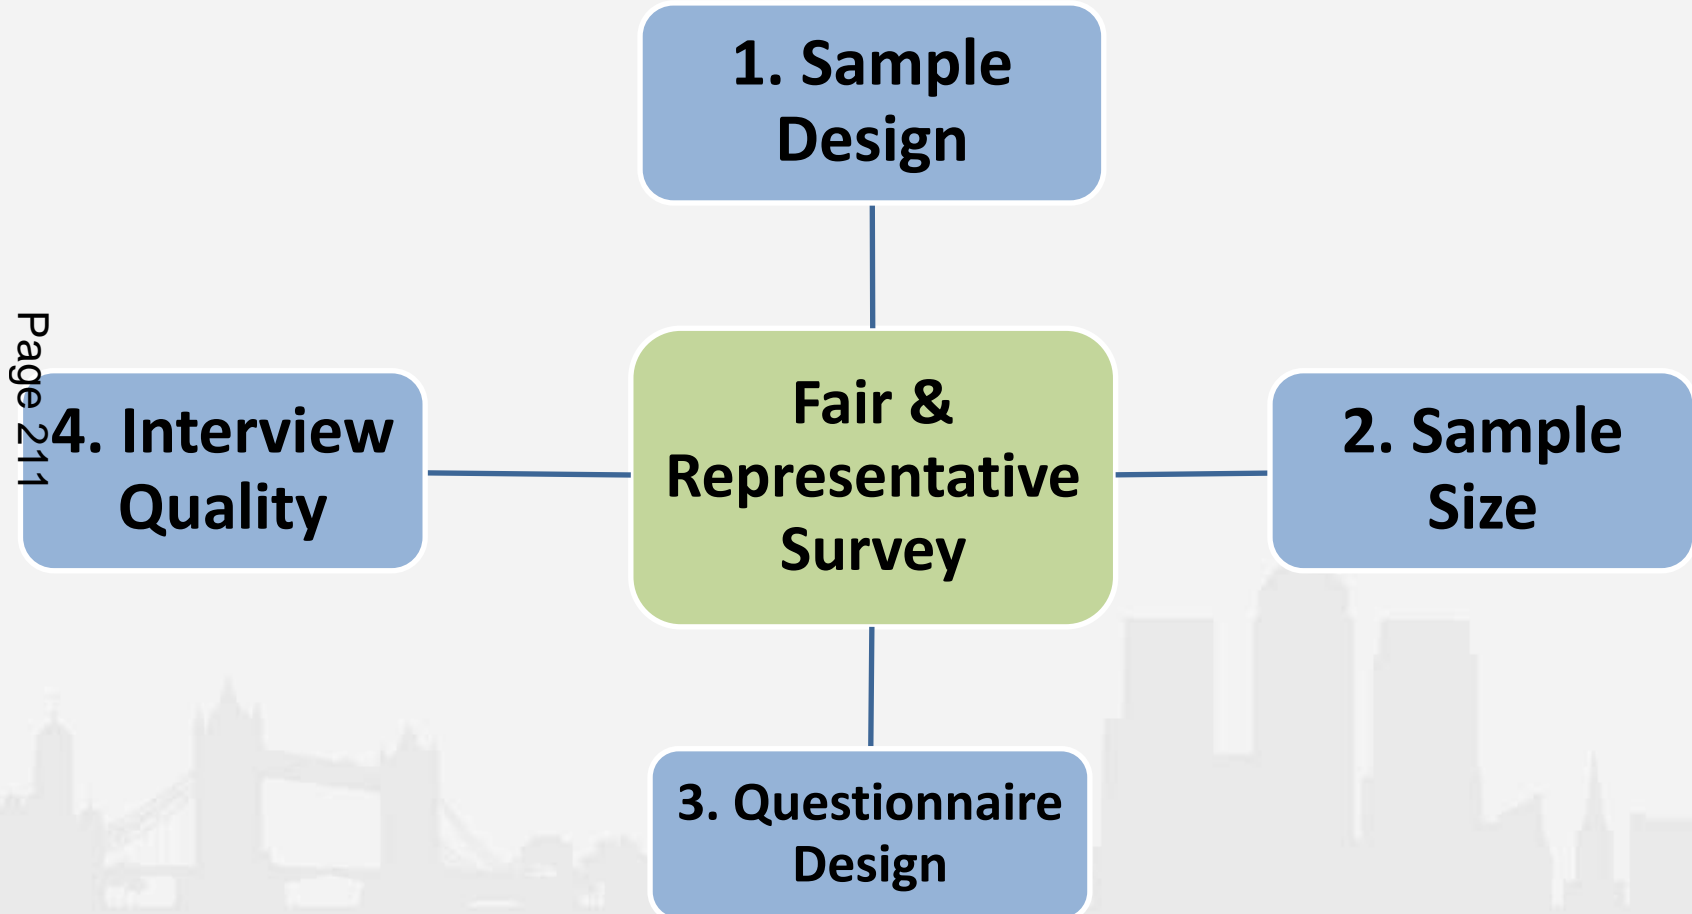 1. Sample
Design
Page 211
4. Interview
Quality
Fair &
Representative
Survey
2. Sample
Size
3. Questionnaire
Design